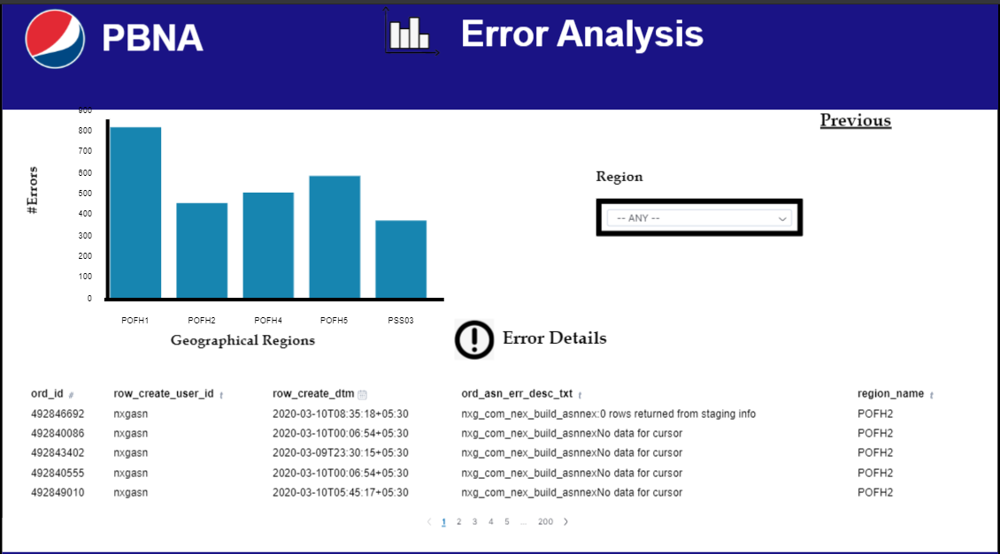 PBNA
Error Analysis
900
800
700
600
500
400
300
200
100
0
#Errors
POFH1 POFH2 POFH4 POFH5 PSS03
Geographical Regions
Previous
Region
-- ANY --
Error Details
ord_id # row_create_user_id t row_create_dtm ord_asn_err_desc_txt t region_name t
492846692 nxgasn 2020-03-10T08:35:18+05:30 nxg_com_nex_build_asnnex:0 rows returned from staging info POFH2
492840086 nxgasn 2020-03-10T00:06:54+05:30 nxg_com_nex_build_asnnexNo data for cursor POFH2
492843402 nxgasn 2020-03-09T23:30:15+05:30 nxg_com_nex_build_asnnexNo data for cursor POFH2
492840555 nxgasn 2020-03-10T00:06:54+05:30 nxg_com_nex_build_asnnexNo data for cursor POFH2
492849010 nxgasn 2020-03-10T05:45:17+05:30 nxg_com_nex_build_asnnexNo data for cursor POFH2
1 2 3 4 5 ... 200